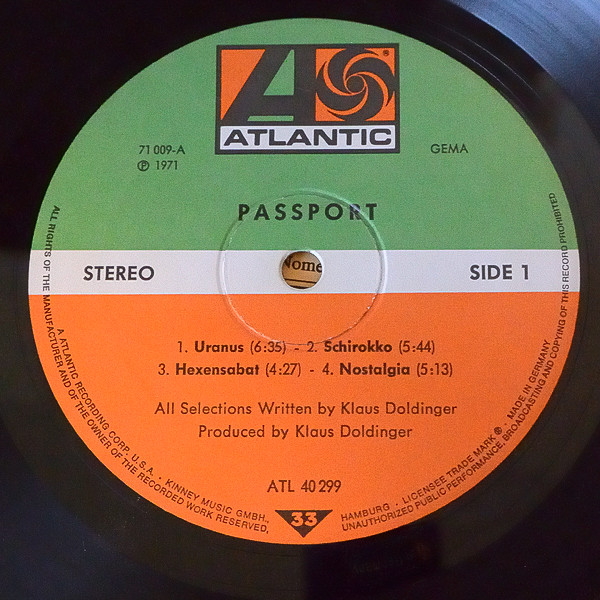 ATLANTIC
®
71 009-A
Ⓟ 1971
GEMA
PASSPORT
Nome
STEREO
SIDE 1
1. Uranus (6:35) - 2. Schirokko (5:44)
3. Hexensabat (4:27) - 4. Nostalgia (5:13)
All Selections Written by Klaus Doldinger
Produced by Klaus Doldinger
ATL 40 299
33
ALL RIGHTS OF THE MANUFACTURER AND OF THE OWNER OF THE RECORDED WORK RESERVED, UNAUTHORIZED PUBLIC PERFORMANCE, BROADCASTING AND COPYING OF THIS RECORD PROHIBITED
A ATLANTIC RECORDING CORP. U.S.A. - KINNEY MUSIC GMBH, HAMBURG - LICENSEE TRADE MARK ® - MADE IN GERMANY